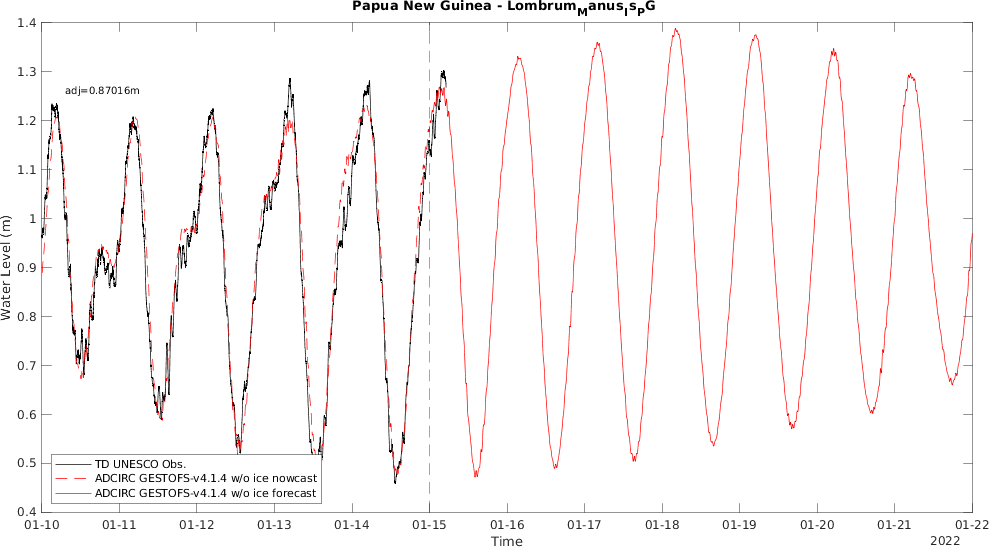 Papua New Guinea - Lombrum_Manus_Is_PG
1.4
1.3
adj=0.87016m
1.2
1.1
1
Water Level (m)
0.9
0.8
0.7
0.6
0.5
0.4
TD UNESCO Obs.
ADCIRC GESTOFS-v4.1.4 w/o ice nowcast
ADCIRC GESTOFS-v4.1.4 w/o ice forecast
01-10 01-11 01-12 01-13 01-14 01-15 01-16 01-17 01-18 01-19 01-20 01-21 01-22
Time
2022